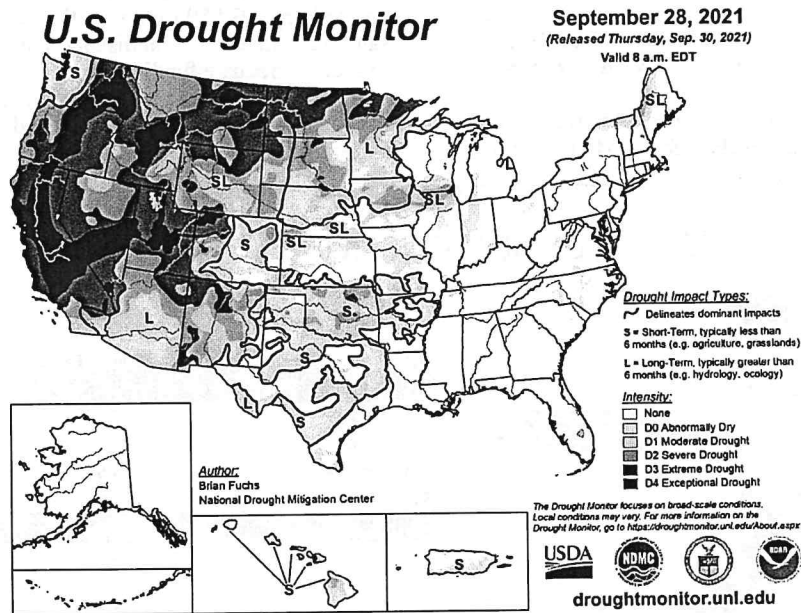 U.S. Drought Monitor
September 28, 2021
(Released Thursday, Sep. 30, 2021)
Valid 8 a.m. EDT
S
SL
L
SL
SL
SL
SL
S
S
L
S
L
S
Drought Impact Types:
Delineates dominant impacts
S = Short-Term, typically less than
6 months (e.g. agriculture, grasslands)
L = Long-Term, typically greater than
6 months (e.g. hydrology, ecology)
Intensity:
None
D0 Abnormally Dry
D1 Moderate Drought
D2 Severe Drought
D3 Extreme Drought
D4 Exceptional Drought
Author:
Brian Fuchs
National Drought Mitigation Center
S
S
The Drought Monitor focuses on broad-scale conditions.
Local conditions may vary. For more information on the
Drought Monitor, go to https://droughtmonitor.unl.edu/About.aspx
USDA
NDMC
NOAA
droughtmonitor.unl.edu